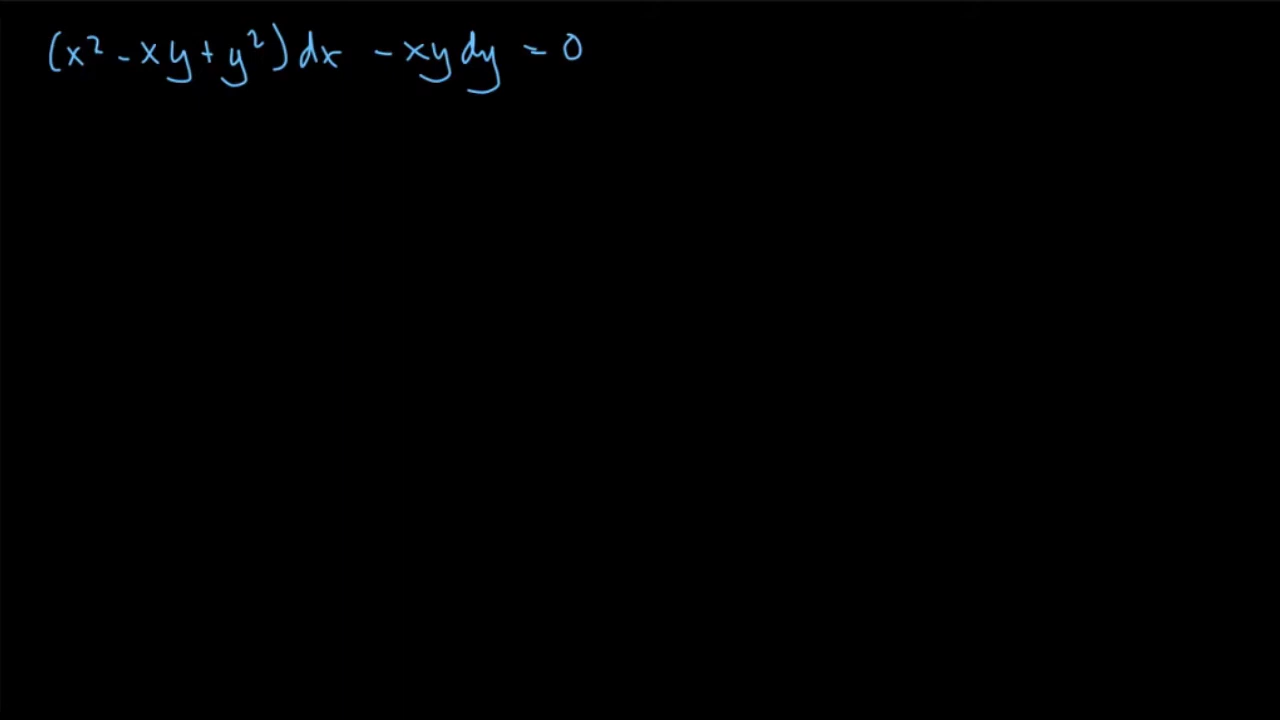 (x² - xy + y²) dx - xy dy = 0